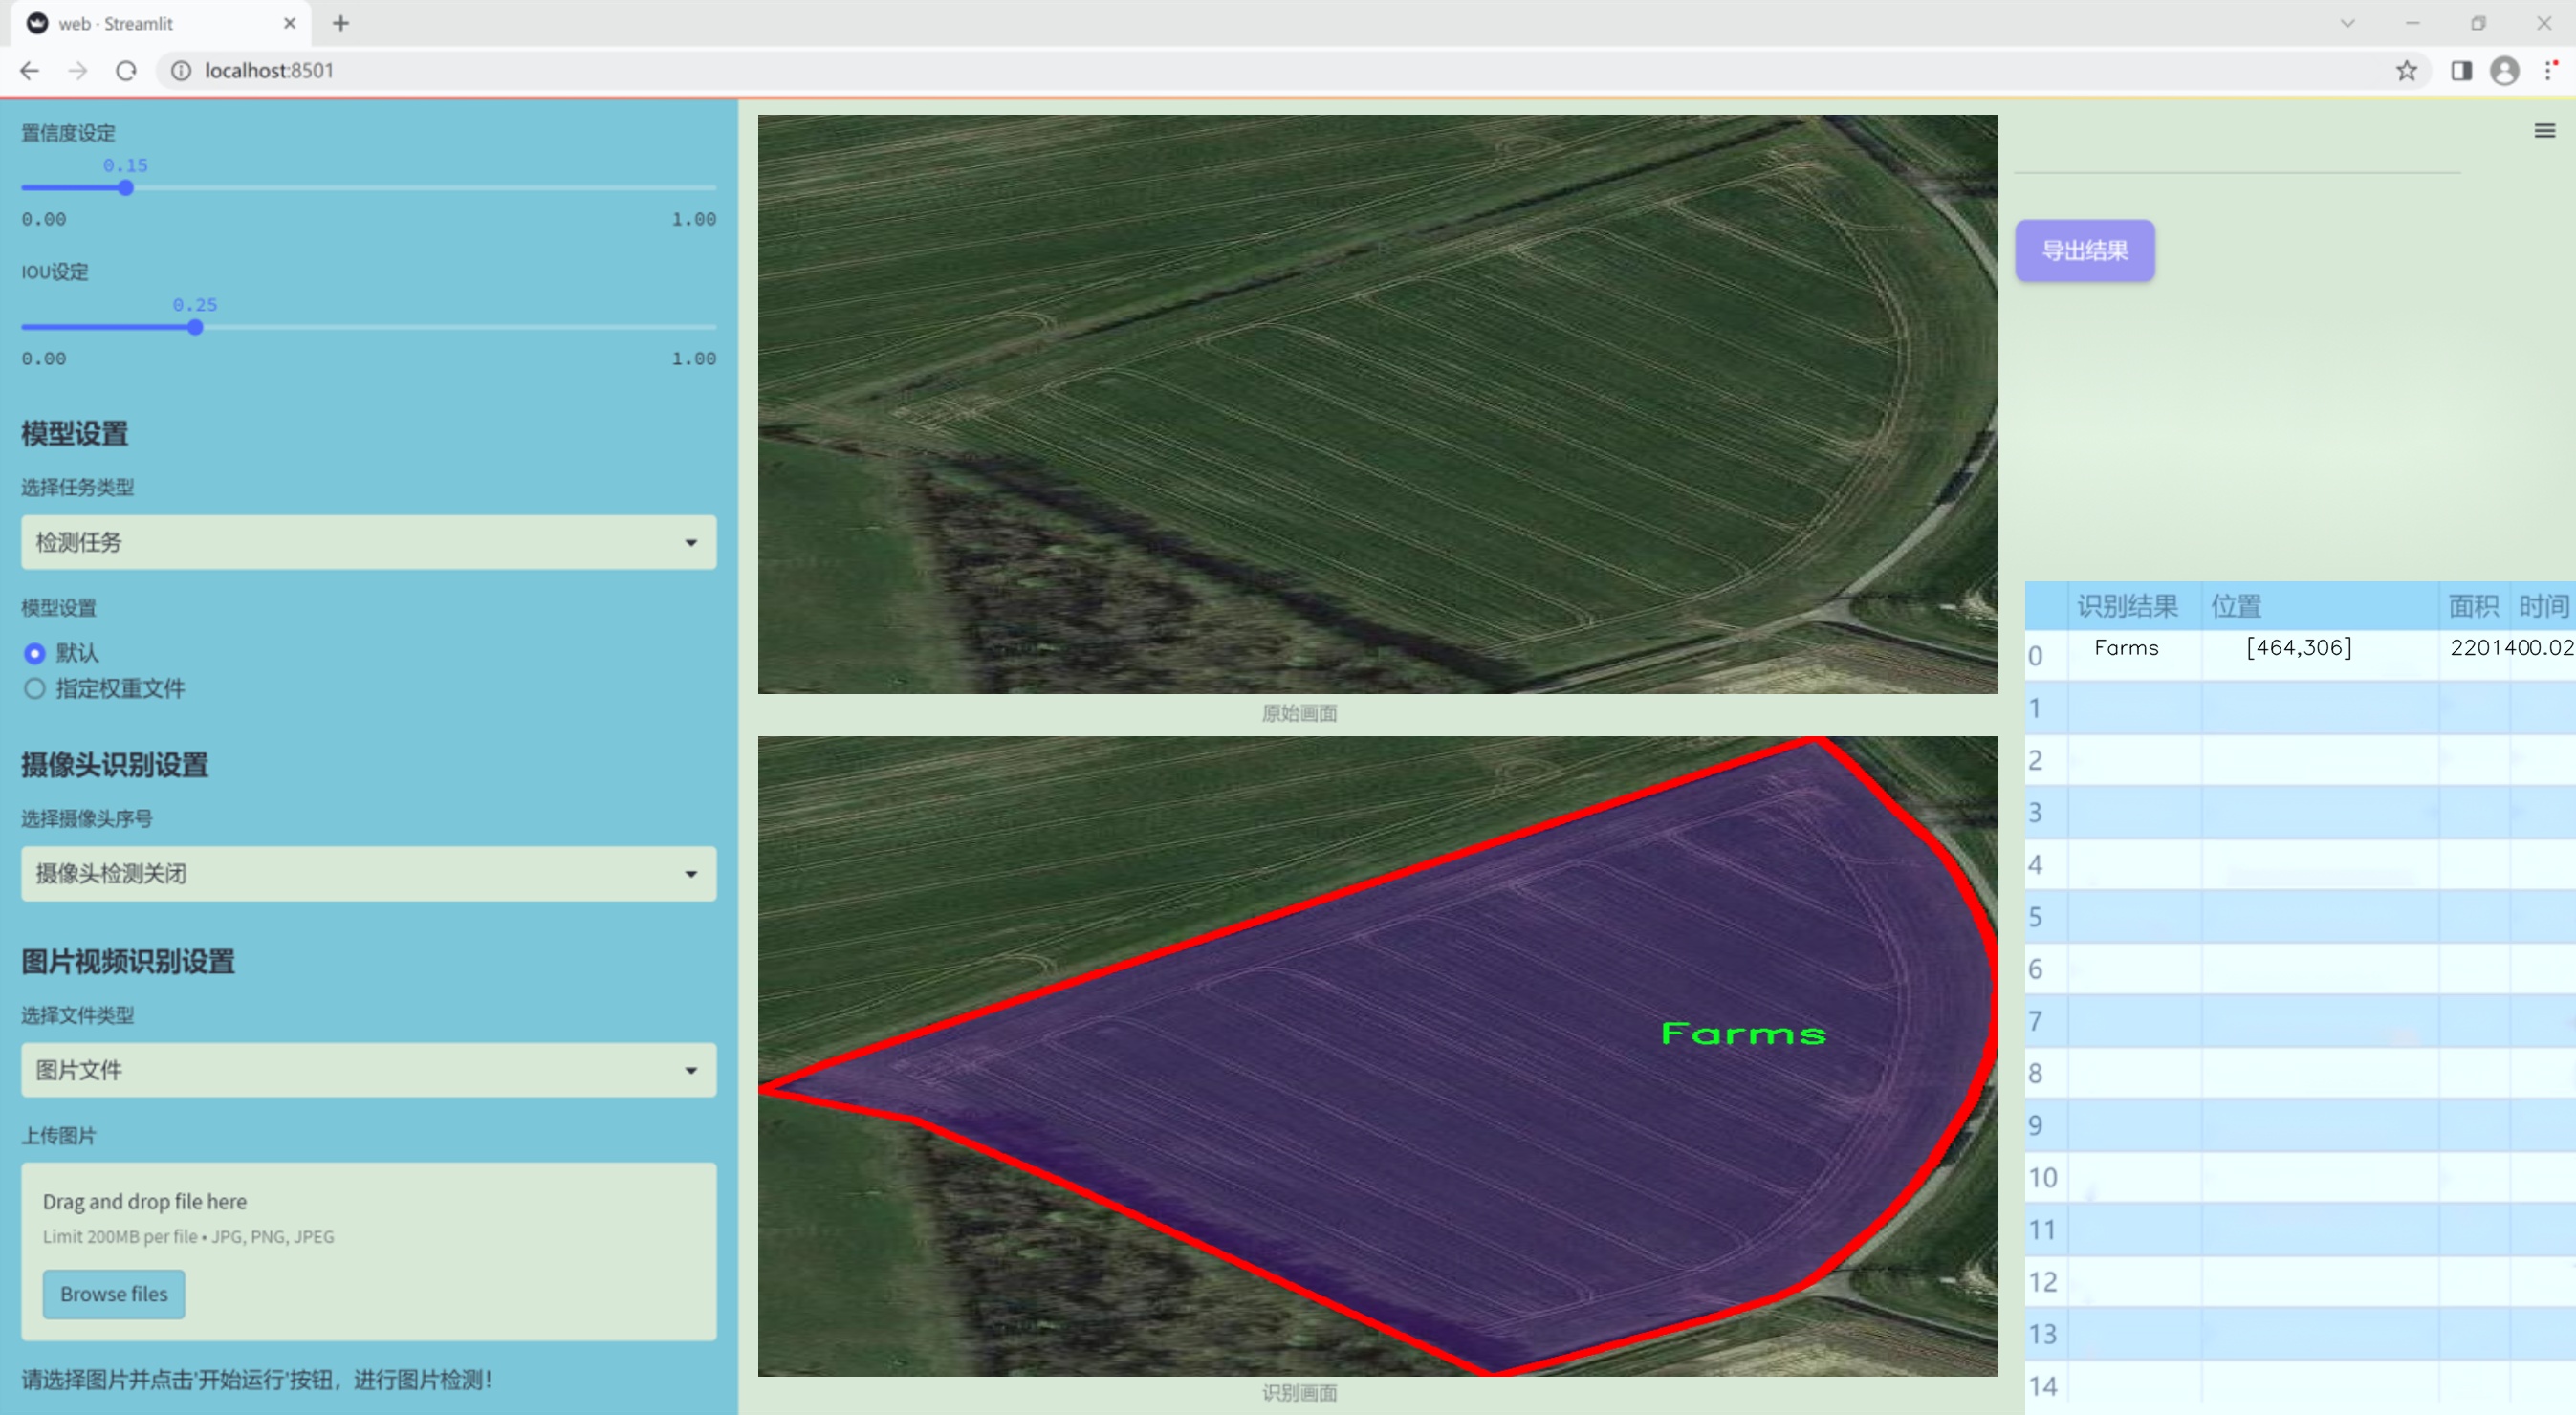 web · Streamlit
localhost:8501
置信度设定
0.15
0.00 1.00
IOU设定
0.25
0.00 1.00
模型设置
选择任务类型
检测任务
模型设置
默认
指定权重文件
摄像头识别设置
选择摄像头序号
摄像头检测关闭
图片视频识别设置
选择文件类型
图片文件
上传图片
Drag and drop file here
Limit 200MB per file • JPG, PNG, JPEG
Browse files
请选择图片并点击'开始运行'按钮，进行图片检测！
原始画面
Farms
识别画面
导出结果
识别结果 位置 面积 时间
0 Farms [464,306] 2201400.02
1
2
3
4
5
6
7
8
9
10
11
12
13
14